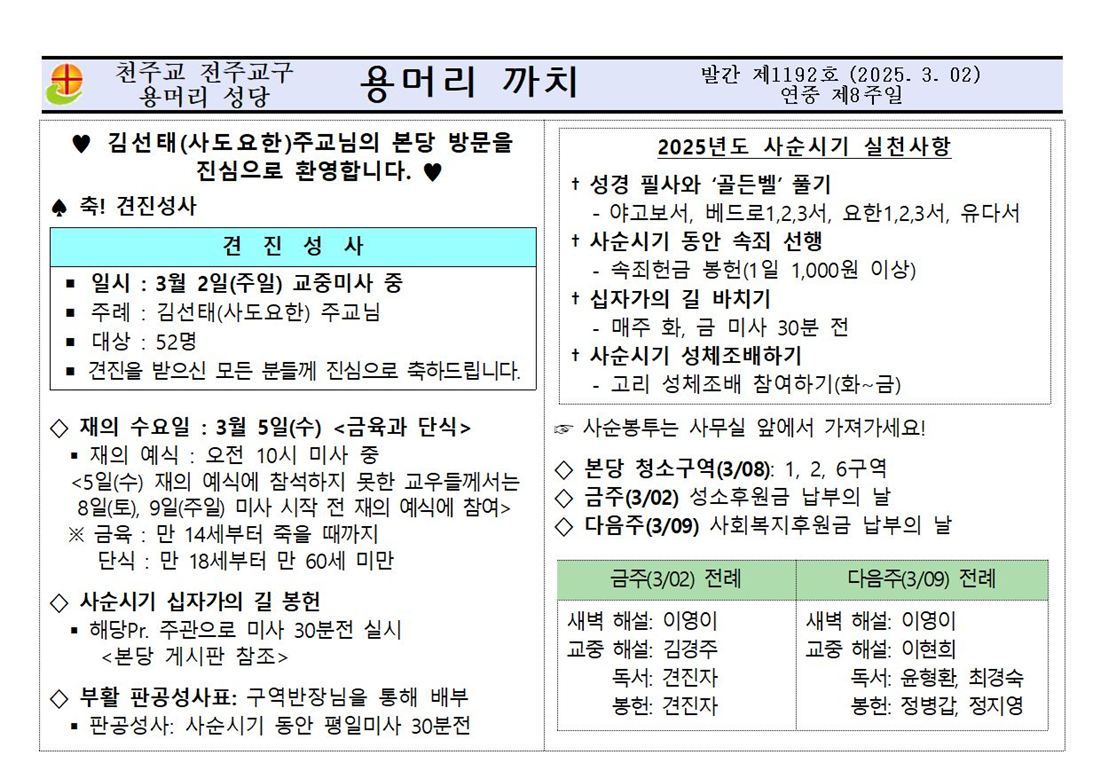 천주교 전주교구
용머리 성당
용머리 까치
발간 제1192호 (2025. 3. 02)
연중 제8주일
♥ 김선태(사도요한)주교님의 본당 방문을
진심으로 환영합니다. ♥
♠ 축! 견진성사
견 진 성 사
▪ 일시 : 3월 2일(주일) 교중미사 중
▪ 주례 : 김선태(사도요한) 주교님
▪ 대상 : 52명
▪ 견진을 받으신 모든 분들께 진심으로 축하드립니다.
◇ 재의 수요일 : 3월 5일(수) <금육과 단식>
▪ 재의 예식 : 오전 10시 미사 중
<5일(수) 재의 예식에 참석하지 못한 교우들께서는
8일(토), 9일(주일) 미사 시작 전 재의 예식에 참여>
※ 금육 : 만 14세부터 죽을 때까지
단식 : 만 18세부터 만 60세 미만
◇ 사순시기 십자가의 길 봉헌
▪ 해당Pr. 주관으로 미사 30분전 실시
<본당 게시판 참조>
◇ 부활 판공성사표: 구역반장님을 통해 배부
▪ 판공성사: 사순시기 동안 평일미사 30분전
2025년도 사순시기 실천사항
† 성경 필사와 ‘골든벨’ 풀기
- 야고보서, 베드로1,2,3서, 요한1,2,3서, 유다서
† 사순시기 동안 속죄 선행
- 속죄헌금 봉헌(1일 1,000원 이상)
† 십자가의 길 바치기
- 매주 화, 금 미사 30분 전
† 사순시기 성체조배하기
- 고리 성체조배 참여하기(화~금)
☞ 사순봉투는 사무실 앞에서 가져가세요!
◇ 본당 청소구역(3/08): 1, 2, 6구역
◇ 금주(3/02) 성소후원금 납부의 날
◇ 다음주(3/09) 사회복지후원금 납부의 날
금주(3/02) 전례
새벽 해설: 이영이
교중 해설: 김경주
독서: 견진자
봉헌: 견진자
다음주(3/09) 전례
새벽 해설: 이영이
교중 해설: 이현희
독서: 윤형환, 최경숙
봉헌: 정병갑, 정지영